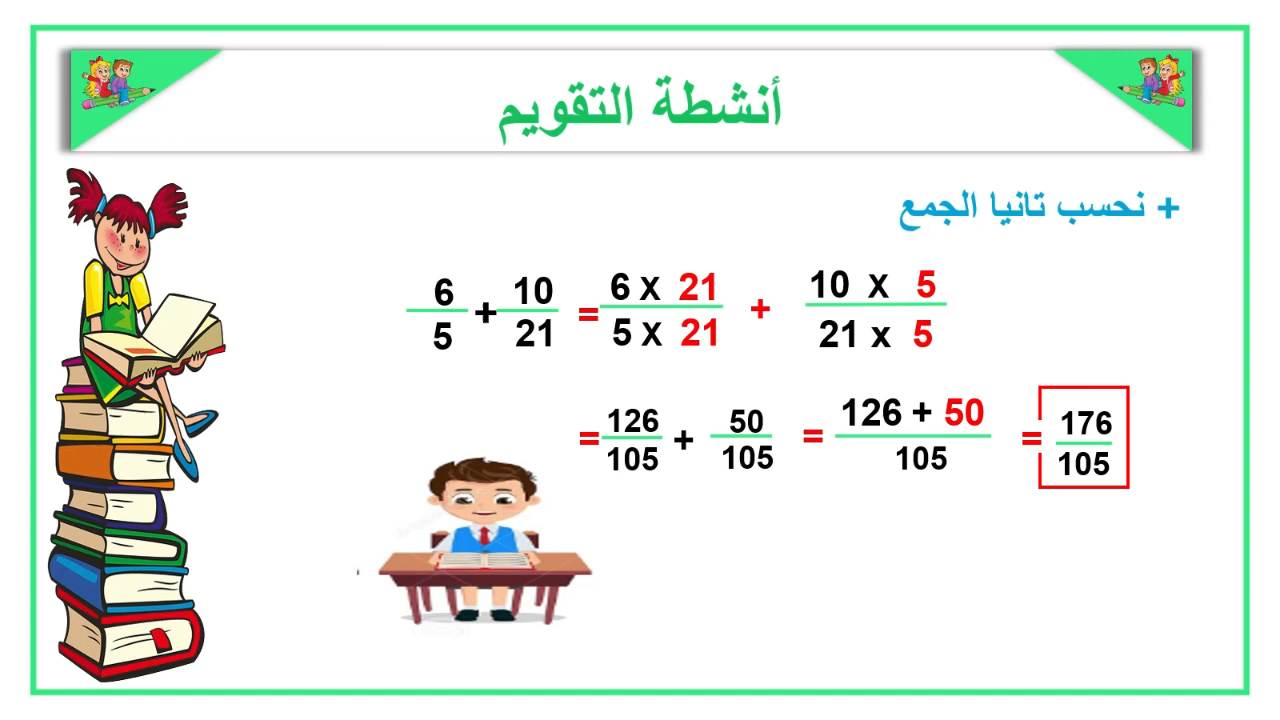 أنشطة التقويم
+ نحسب تانيا الجمع
6/5 + 10/21 = 6 X 21/5 X 21 + 10 X 5/21 x 5
= 126/105 + 50/105 = 126 + 50/105 = 176/105